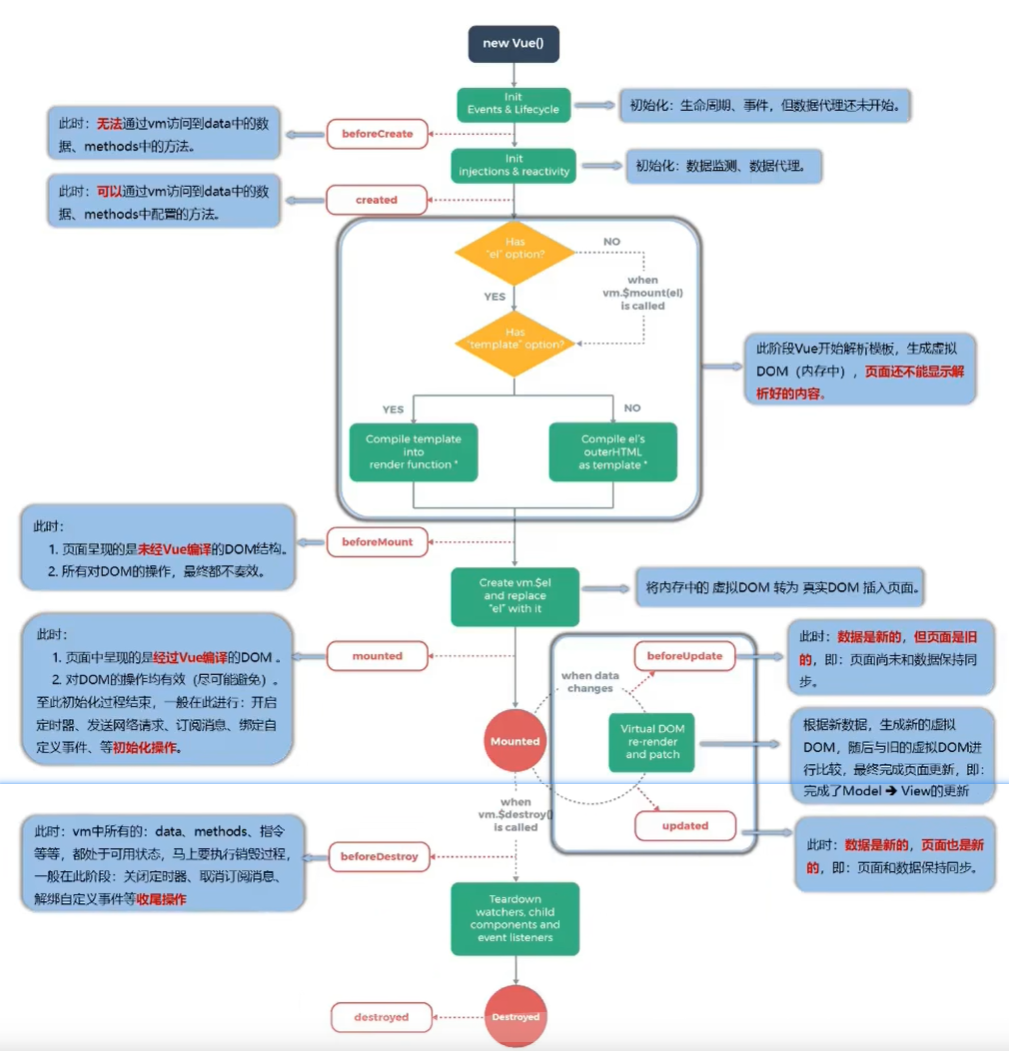 new Vue()
Init
Events & Lifecycle
初始化：生命周期、事件，但数据代理还未开始。
此时：无法通过vm访问到data中的数
据、methods中的方法。
beforeCreate
Init
injections & reactivity
初始化：数据监测、数据代理。
此时：可以通过vm访问到data中的数
据、methods中配置的方法。
created
Has
"el" option?
NO
when
vm.$mount(el)
is called
YES
Has
"template" option?
此阶段Vue开始解析模板，生成虚拟
DOM（内存中），页面还不能显示解
析好的内容。
YES
NO
Compile template
into
render function *
Compile el's
outerHTML
as template *
此时：
1. 页面呈现的是未经Vue编译的DOM结构。
2. 所有对DOM的操作，最终都不奏效。
beforeMount
Create vm.$el
and replace
"el" with it
将内存中的 虚拟DOM 转为 真实DOM 插入页面。
此时：
1. 页面中呈现的是经过Vue编译的DOM 。
2. 对DOM的操作均有效（尽可能避免）。
至此初始化过程结束，一般在此进行：开启
定时器、发送网络请求、订阅消息、绑定自
定义事件、等初始化操作。
mounted
Mounted
when data
changes
beforeUpdate
此时：数据是新的，但页面是旧
的，即：页面尚未和数据保持同
步。
Virtual DOM
re-render
and patch
根据新数据，生成新的虚拟
DOM，随后与旧的虚拟DOM进
行比较，最终完成页面更新，即：
完成了Model ➔ View的更新
updated
此时：数据是新的，页面也是新
的，即：页面和数据保持同步。
when
vm.$destroy()
is called
此时：vm中所有的：data、methods、指令
等等，都处于可用状态，马上要执行销毁过程，
一般在此阶段：关闭定时器、取消订阅消息、
解绑自定义事件等收尾操作
beforeDestroy
Teardown
watchers, child
components and
event listeners
destroyed
Destroyed